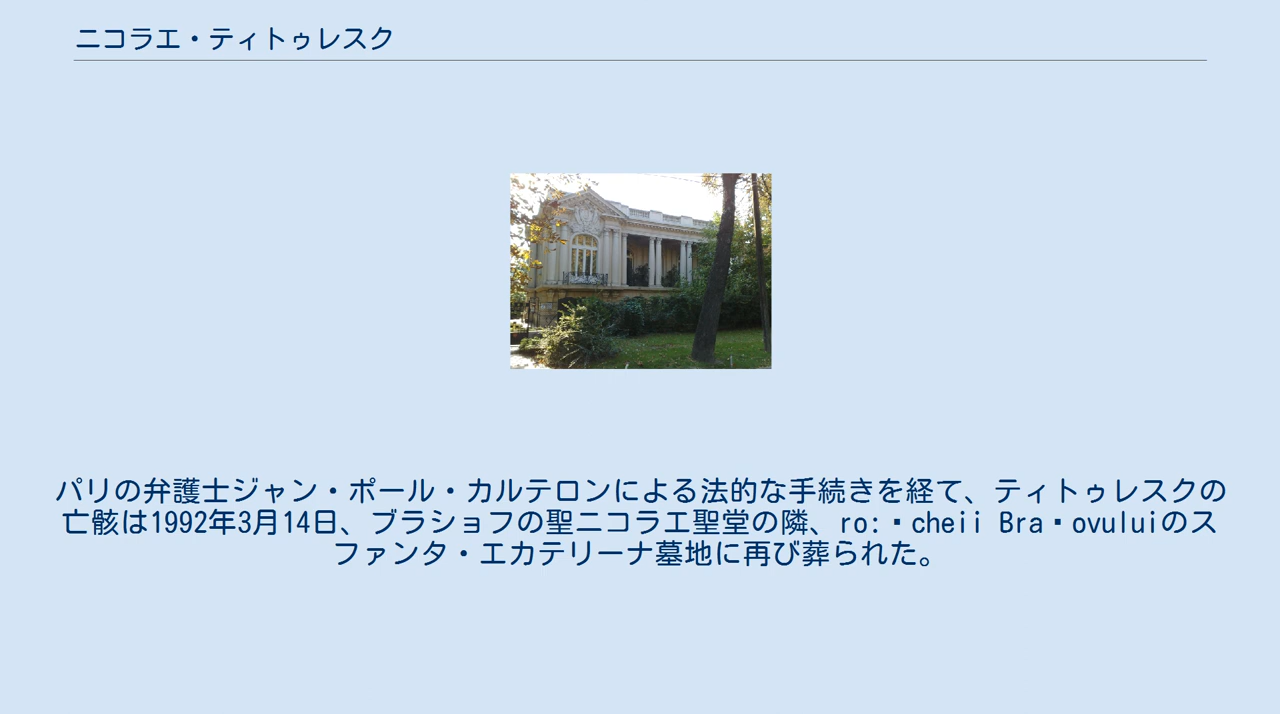 ニコラエ・ティトゥレスク
パリの弁護士ジャン・ポール・カルテロンによる法的な手続きを経て、ティトゥレスクの
亡骸は1992年3月14日、ブラショフの聖ニコラエ聖堂の隣、ro:▪cheii Bra▪ovuluiのス
ファンタ・エカテリーナ墓地に再び葬られた。